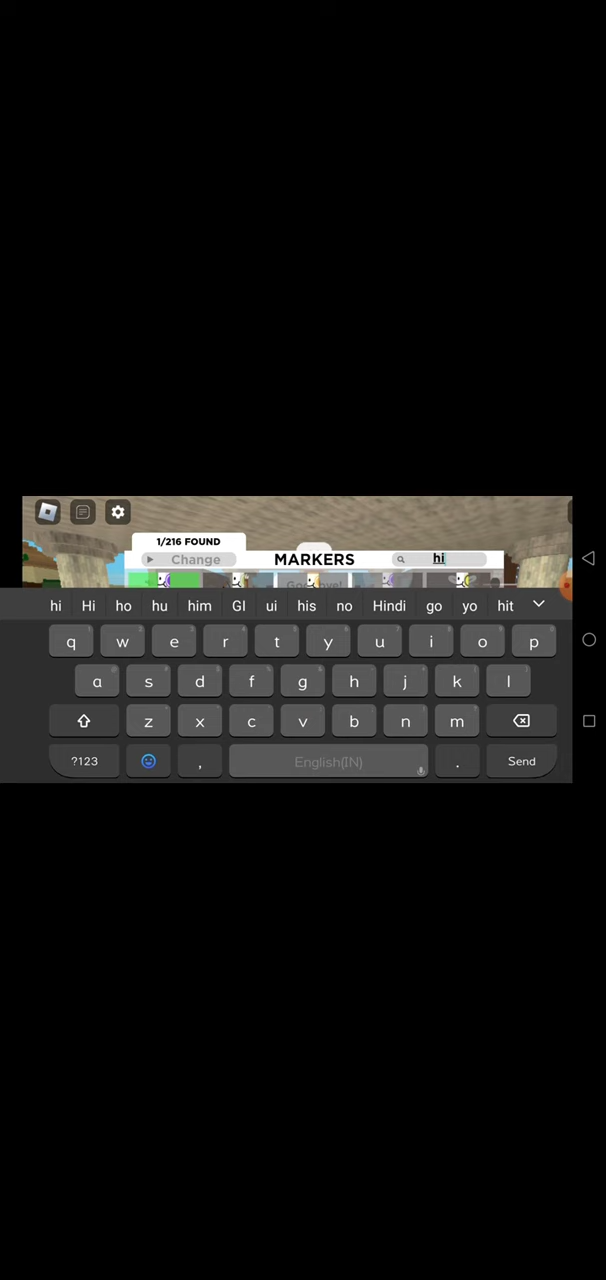 1/216 FOUND
Change MARKERS hi
hi Hi ho hu him GI ui his no Hindi go yo hit
q w e r t y u i o p
a s d f g h j k l
z x c v b n m
?123 , English(IN) . Send